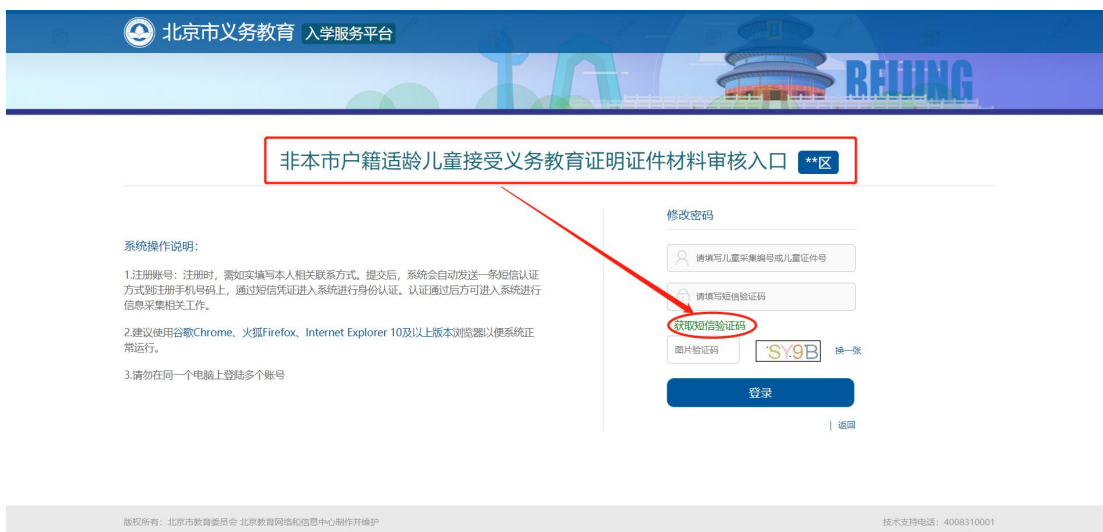 北京市义务教育 入学服务平台
BEIJING
非本市户籍适龄儿童接受义务教育证明证件材料审核入口 **区
修改密码
系统操作说明：
请填写儿童采集编号或儿童证件号
1.注册账号：注册时，需如实填写本人相关联系方式。提交后，系统会自动发送一条短信认证
方式到注册手机号码上，通过短信凭证进入系统进行身份认证。认证通过后方可进入系统进行
信息采集相关工作。
请填写短信验证码
2.建议使用谷歌Chrome、火狐Firefox、Internet Explorer 10及以上版本浏览器以便系统正
常运行。
获取短信验证码
图片验证码 SY9B 换一张
3.请勿在同一个电脑上登陆多个账号
登录
| 返回
版权所有：北京市教育委员会 北京教育网络和信息中心制作并维护
技术支持电话：4008310001